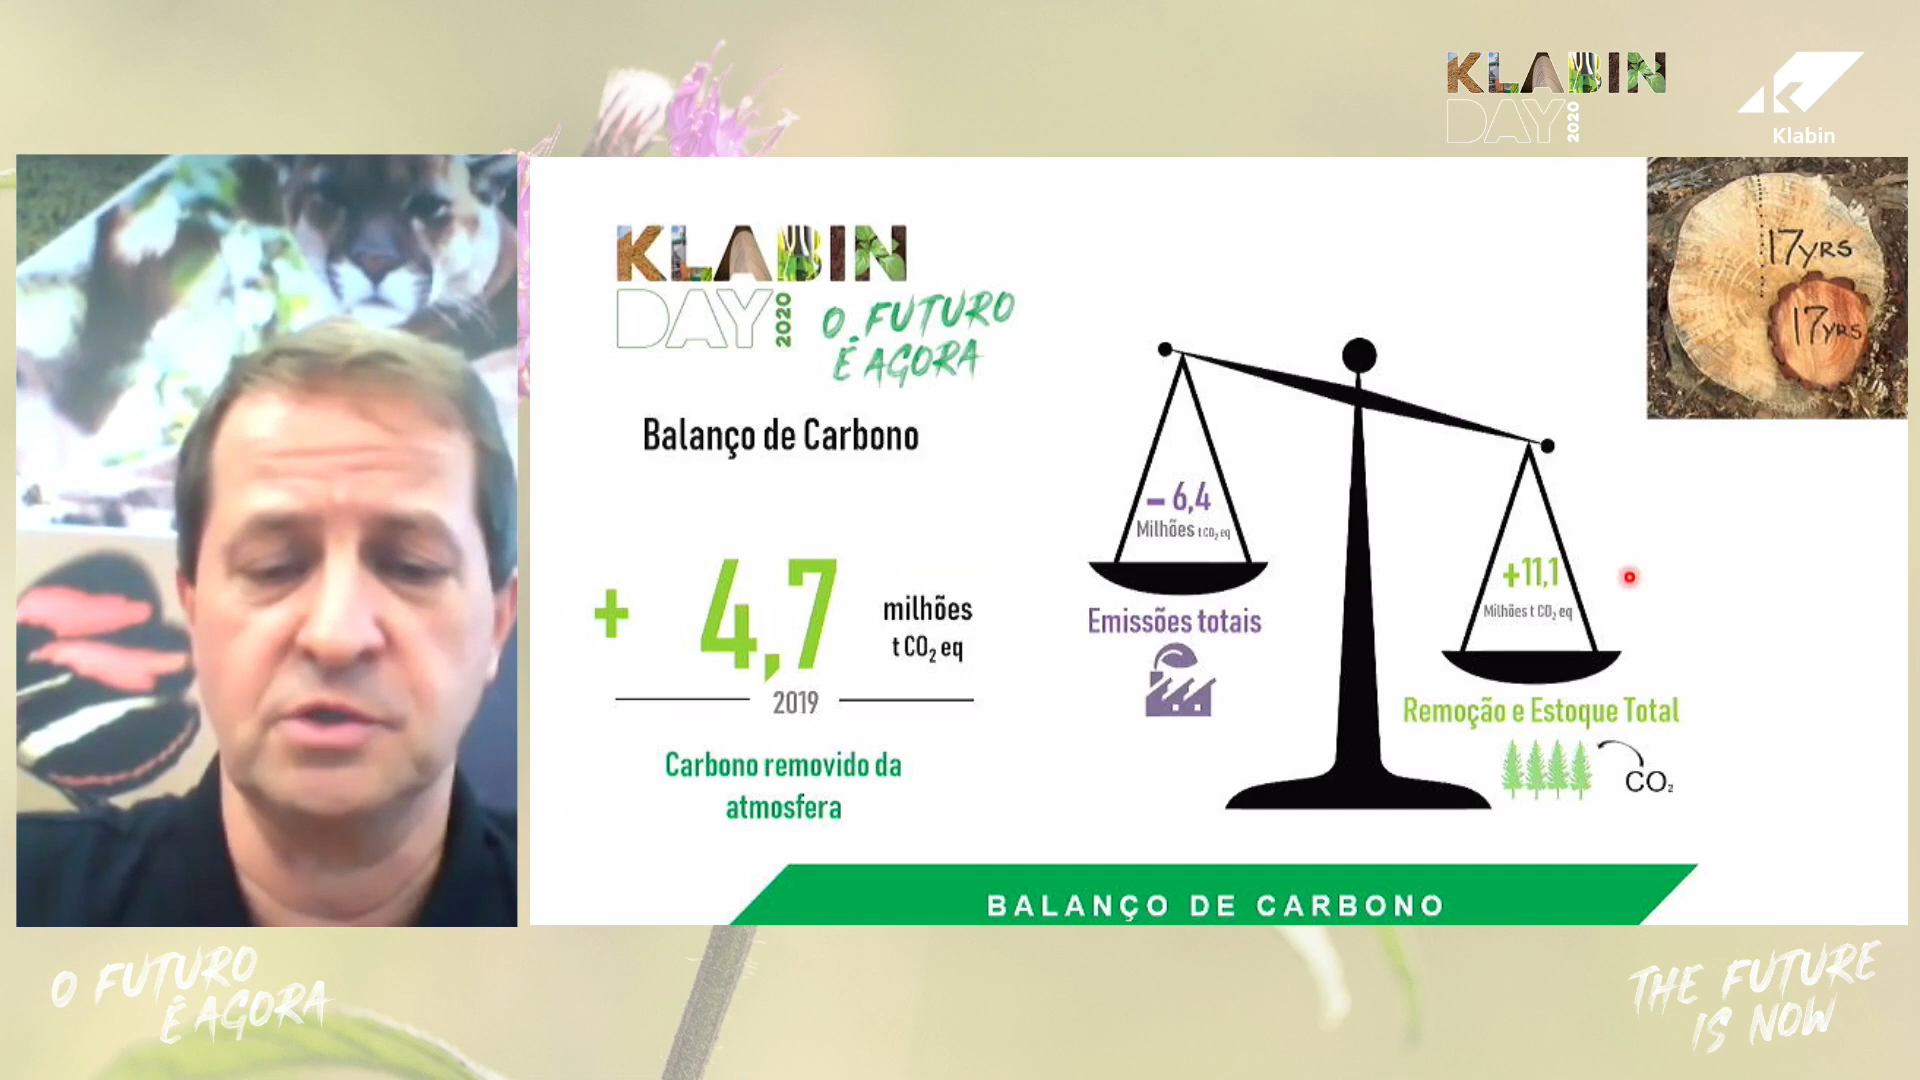 KLABIN
DAY 2020
Klabin
KLABIN
DAY 2020
O FUTURO
É AGORA
Balanço de Carbono
+ 4,7 milhões
t CO₂ eq
2019
Carbono removido da
atmosfera
– 6,4
Milhões t CO₂ eq
Emissões totais
+11,1
Milhões t CO₂ eq
Remoção e Estoque Total
CO₂
17YRS
17YRS
BALANÇO DE CARBONO
O FUTURO
É AGORA
THE FUTURE
IS NOW